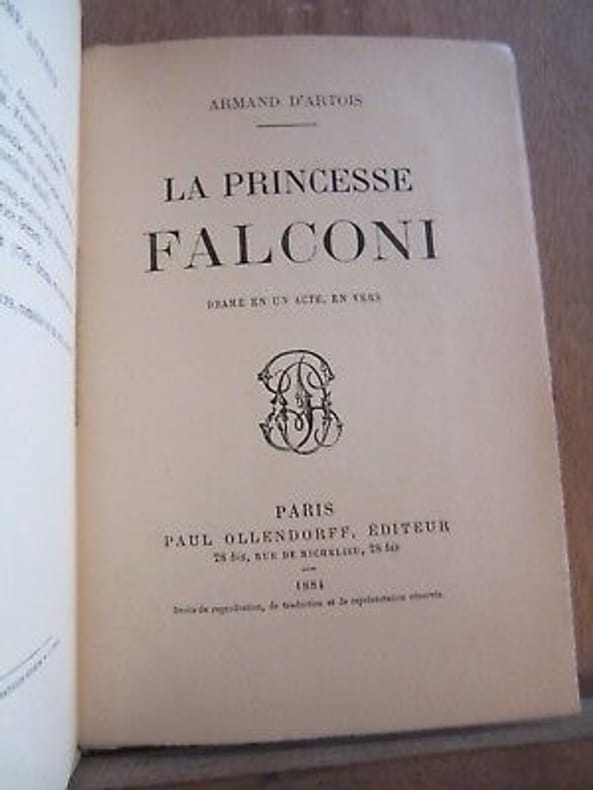 ARMAND D'ARTOIS
LA PRINCESSE
FALCONI
DRAME EN UN ACTE, EN VERS
PARIS
PAUL OLLENDORFF, ÉDITEUR
28 bis, RUE DE RICHELIEU, 28 bis
1884
Droits de reproduction, de traduction et de représentation réservés.